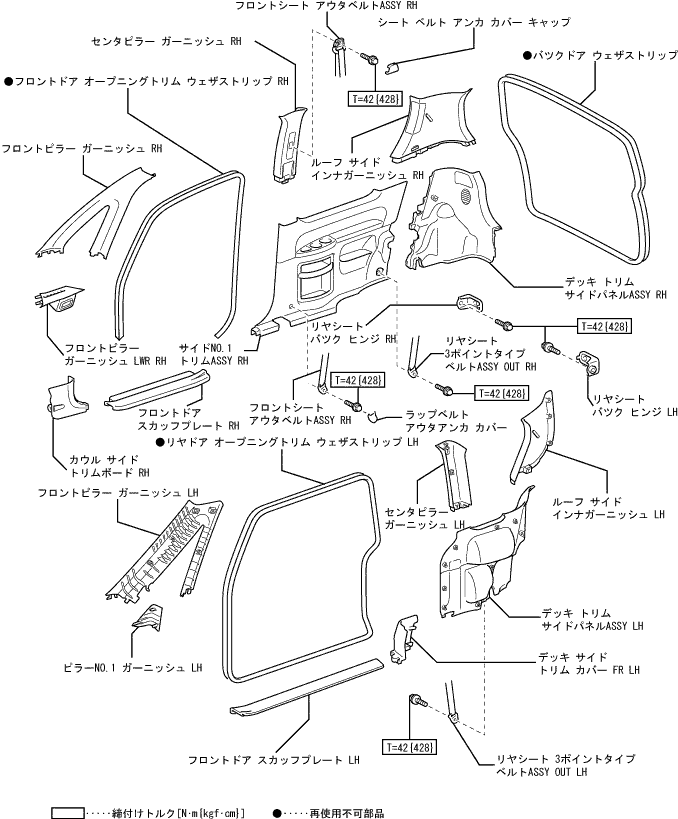 フロントシート アウタベルトASSY RH
シート ベルト アンカ カバー キャップ
センタピラー ガーニッシュ RH
●バツクドア ウェザストリップ
●フロントドア オープニングトリム ウェザストリップ RH
T=42{428}
フロントピラー ガーニッシュ RH
ルーフ サイド
インナガーニッシュ RH
デッキ トリム
サイドパネルASSY RH
リヤシート
バツク ヒンジ RH
T=42{428}
フロントピラー
ガーニッシュ LWR RH
サイドNO.1
トリムASSY RH
リヤシート
3ポイントタイプ
ベルトASSY OUT RH
T=42{428}
T=42{428}
リヤシート
バツク ヒンジ LH
フロントドア
スカッフプレート RH
フロントシート
アウタベルトASSY RH
ラップベルト
アウタアンカ カバー
●リヤドア オープニングトリム ウェザストリップ LH
カウル サイド
トリムボード RH
フロントピラー ガーニッシュ LH
センタピラー
ガーニッシュ LH
ルーフ サイド
インナガーニッシュ LH
デッキ トリム
サイドパネルASSY LH
ピラーNO.1 ガーニッシュ LH
デッキ サイド
トリム カバー FR LH
T=42{428}
フロントドア スカッフプレート LH
リヤシート 3ポイントタイプ
ベルトASSY OUT LH
・・・・・締付けトルク[N・m{kgf・cm}] ●・・・・・再使用不可部品